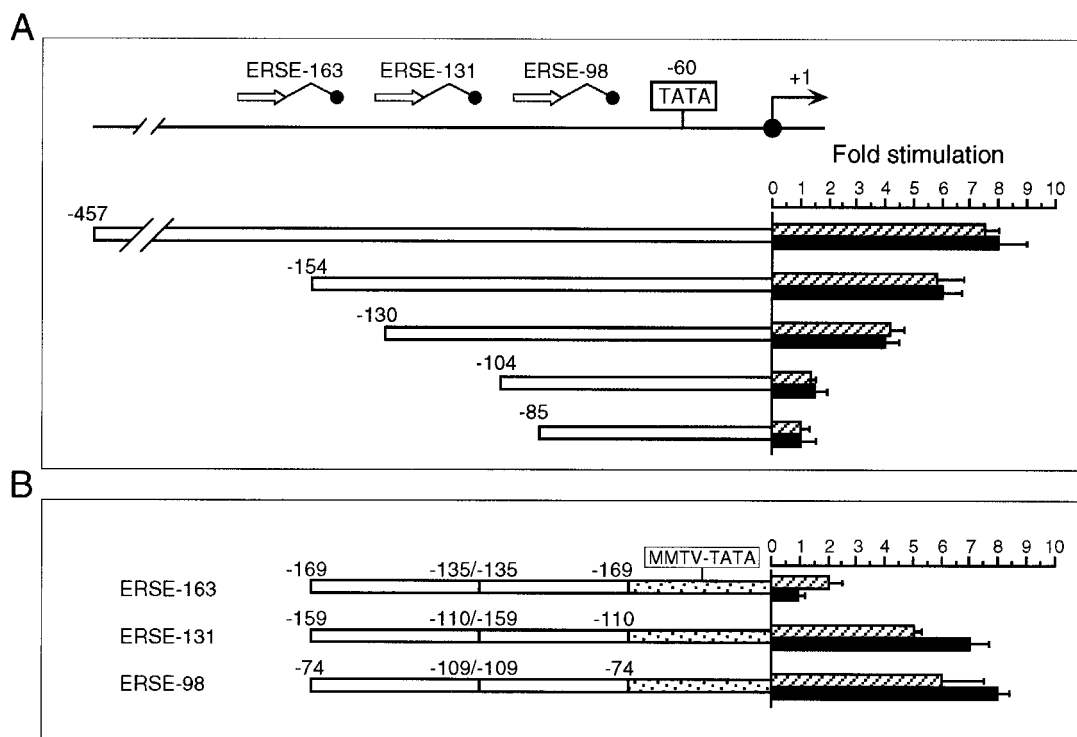 A
ERSE-163 ERSE-131 ERSE-98 -60 +1
TATA
Fold stimulation
0 1 2 3 4 5 6 7 8 9 10
-457
-154
-130
-104
-85
B
0 1 2 3 4 5 6 7 8 9 10
MMTV-TATA
ERSE-163 -169 -135/-135 -169
ERSE-131 -159 -110/-159 -110
ERSE-98 -74 -109/-109 -74